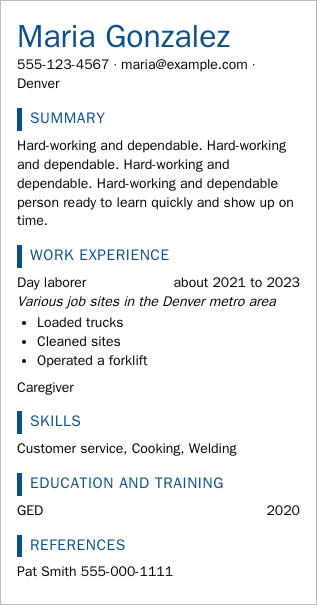 Maria Gonzalez
555-123-4567 · maria@example.com ·
Denver
SUMMARY
Hard-working and dependable. Hard-working
and dependable. Hard-working and
dependable. Hard-working and dependable
person ready to learn quickly and show up on
time.
WORK EXPERIENCE
Day laborer about 2021 to 2023
Various job sites in the Denver metro area
• Loaded trucks
• Cleaned sites
• Operated a forklift
Caregiver
SKILLS
Customer service, Cooking, Welding
EDUCATION AND TRAINING
GED 2020
REFERENCES
Pat Smith 555-000-1111